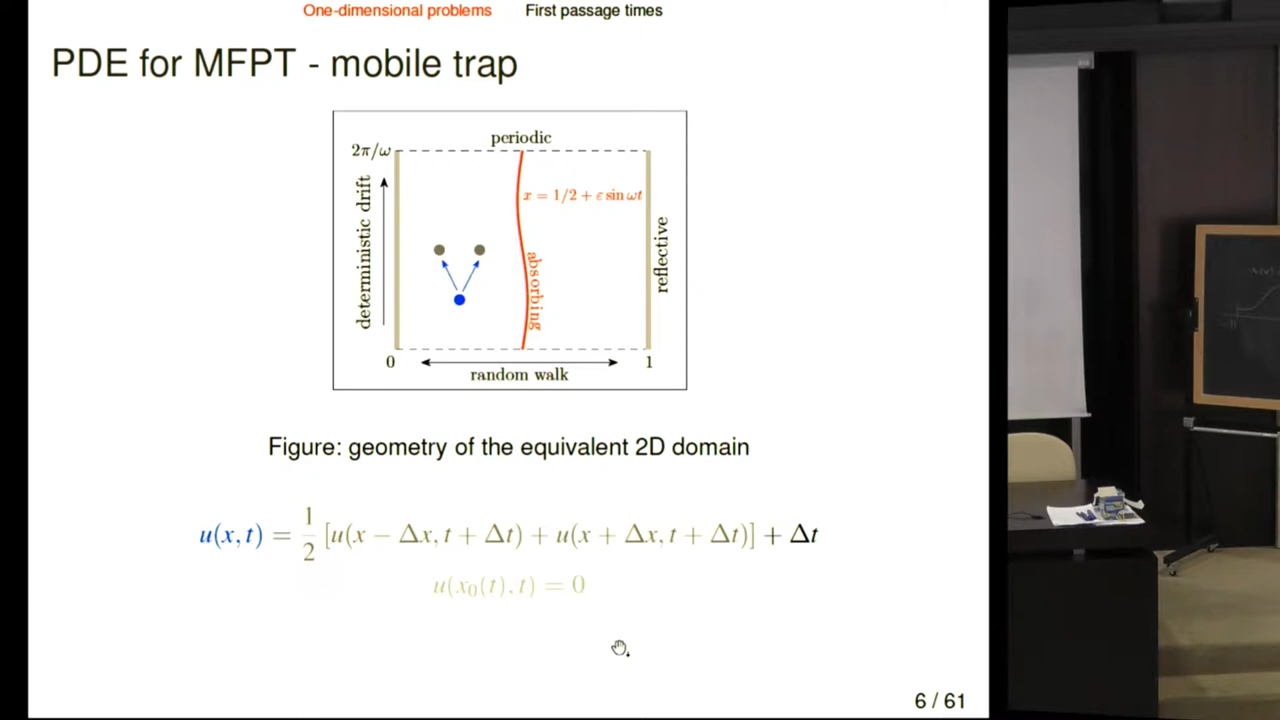 One-dimensional problems First passage times
PDE for MFPT - mobile trap
periodic
2π/ω
x = 1/2 + ε sin ωt
deterministic drift
absorbing
reflective
0
1
random walk
Figure: geometry of the equivalent 2D domain
u(x, t) = 1/2 [u(x − Δx, t + Δt) + u(x + Δx, t + Δt)] + Δt
u(x₀(t), t) = 0
6 / 61